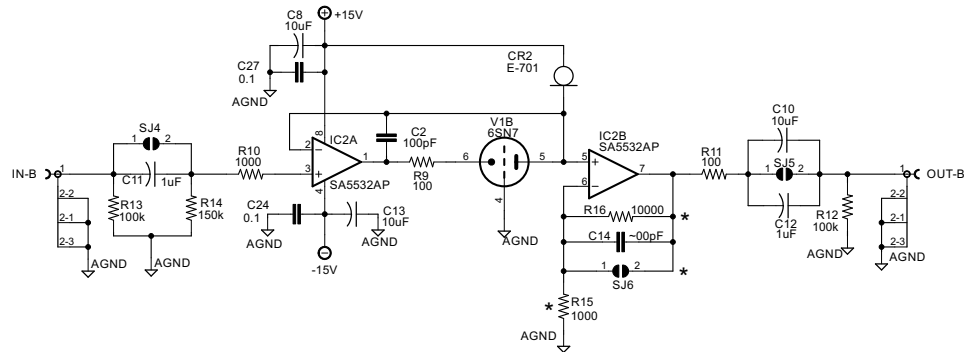 C8
10uF
+15V
C27
0.1
AGND
CR2
E-701
SJ4
1 2
IN-B
1
C11 1uF
R10
1000
2
3
8
4
1
IC2A
SA5532AP
C2
100pF
R9
100
V1B
6SN7
6
5
4
AGND
IC2B
SA5532AP
5
6
7
R11
100
C10
10uF
SJ5
1 2
C12
1uF
R12
100k
1
OUT-B
2-2
2-1
2-3
AGND
R13
100k
R14
150k
AGND
2-2
2-1
2-3
AGND
C24
0.1
AGND
C13
10uF
AGND
-15V
R16 10000 *
C14 ~00pF
1 2 *
SJ6
* R15
1000
AGND
AGND